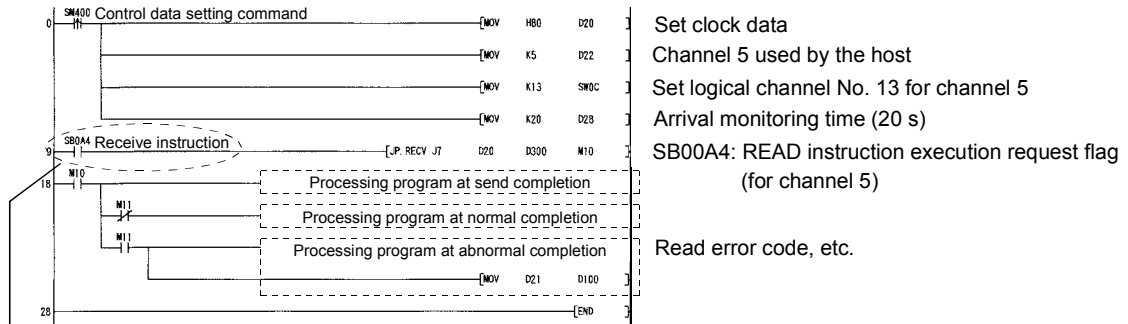 SM400 Control data setting command
0 [MOV H80 D20 ] Set clock data
[MOV K5 D22 ] Channel 5 used by the host
[MOV K13 SW0C ] Set logical channel No. 13 for channel 5
[MOV K20 D28 ] Arrival monitoring time (20 s)
SB0A4 Receive instruction
9 [JP.RECV J7 D20 D300 M10 ] SB00A4: READ instruction execution request flag
(for channel 5)
M10
18 Processing program at send completion
M11
Processing program at normal completion
M11
Processing program at abnormal completion Read error code, etc.
[MOV D21 D100 ]
28 [END ]